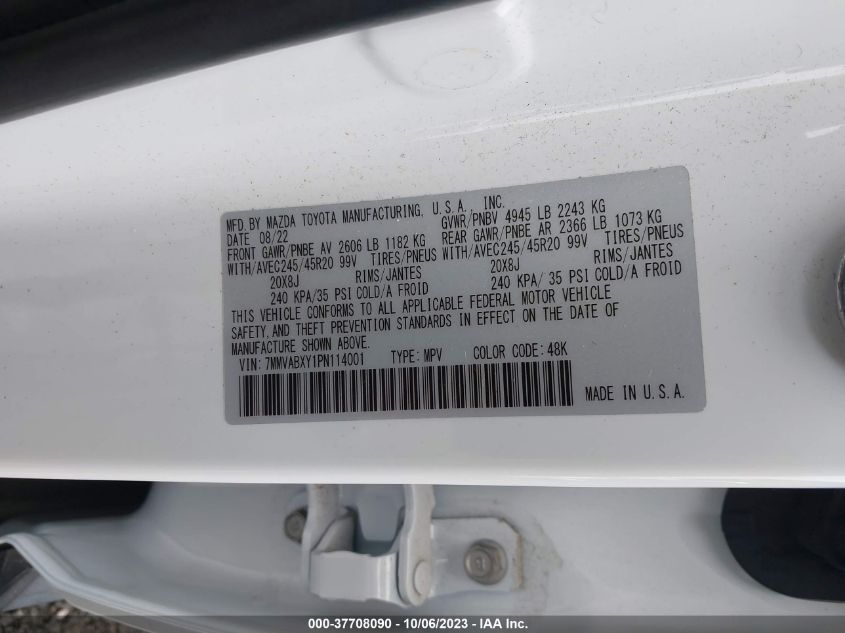 MFD. BY MAZDA TOYOTA MANUFACTURING, U.S.A. INC.
DATE 08/22 GVWR/PNBV 4945 LB 2243 KG
FRONT GAWR/PNBE AV 2606 LB 1182 KG REAR GAWR/PNBE AR 2366 LB 1073 KG
WITH/AVEC245/45R20 99V TIRES/PNEUS WITH/AVEC245/45R20 99V TIRES/PNEUS
20X8J RIMS/JANTES 20X8J RIMS/JANTES
240 KPA/35 PSI COLD/A FROID 240 KPA/ 35 PSI COLD/A FROID
THIS VEHICLE CONFORMS TO ALL APPLICABLE FEDERAL MOTOR VEHICLE
SAFETY, AND THEFT PREVENTION STANDARDS IN EFFECT ON THE DATE OF
MANUFACTURE SHOWN ABOVE.
VIN: 7MMVABXY1PN114001 TYPE: MPV COLOR CODE: 48K
MADE IN U.S.A.
000-37708090 - 10/06/2023 - IAA Inc.